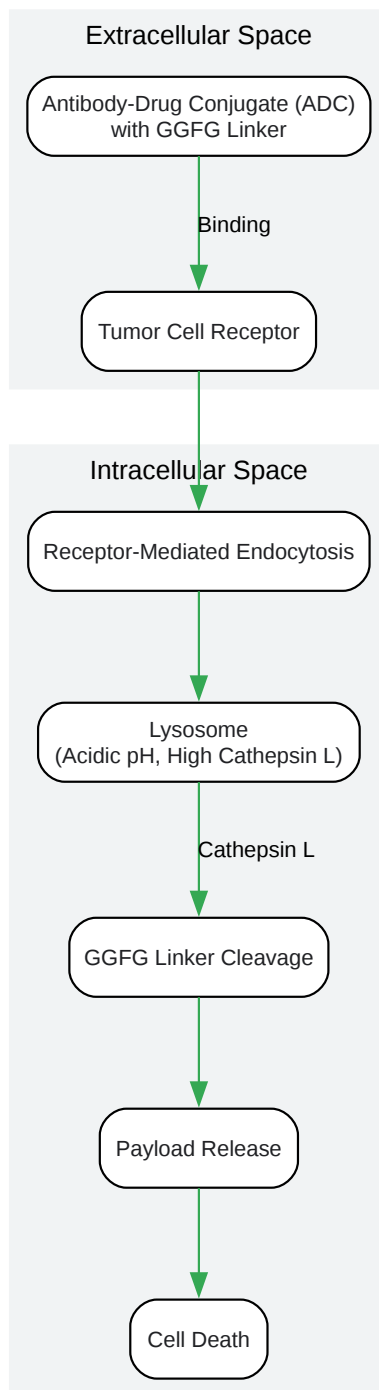 Extracellular Space
Antibody-Drug Conjugate (ADC)
with GGFG Linker
Binding
Tumor Cell Receptor
Intracellular Space
Receptor-Mediated Endocytosis
Lysosome
(Acidic pH, High Cathepsin L)
Cathepsin L
GGFG Linker Cleavage
Payload Release
Cell Death